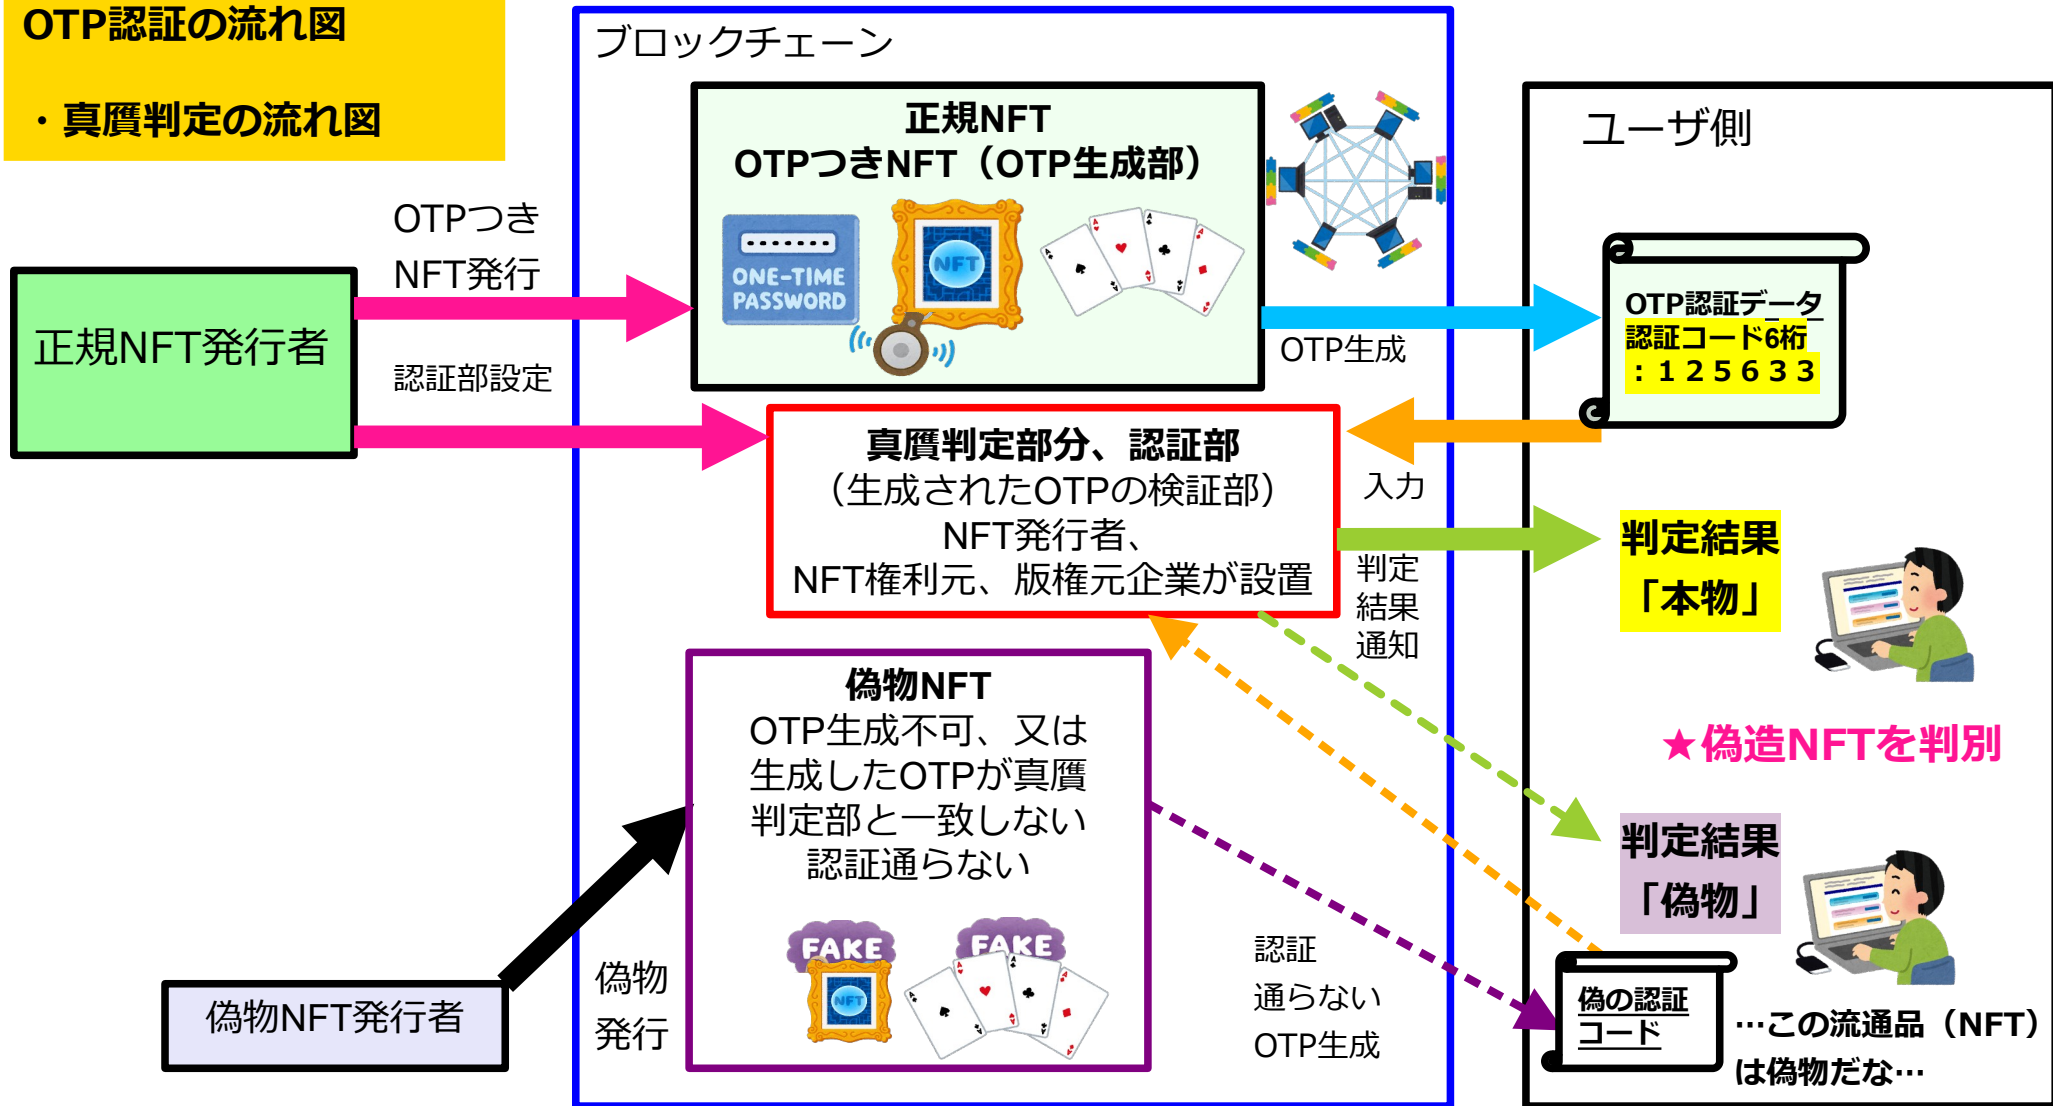 OTP認証の流れ図
・真贋判定の流れ図
ブロックチェーン
正規NFT
OTPつきNFT（OTP生成部）
ONE-TIME
PASSWORD
NFT
ユーザ側
OTPつき
NFT発行
正規NFT発行者
認証部設定
OTP生成
OTP認証データ
認証コード6桁
：１２５６３３
真贋判定部分、認証部
（生成されたOTPの検証部）
NFT発行者、
NFT権利元、版権元企業が設置
入力
判定
結果
通知
判定結果
「本物」
★偽造NFTを判別
偽物NFT
OTP生成不可、又は
生成したOTPが真贋
判定部と一致しない
認証通らない
FAKE
FAKE
NFT
判定結果
「偽物」
偽物NFT発行者
偽物
発行
認証
通らない
OTP生成
偽の認証
コード
…この流通品（NFT）
は偽物だな…